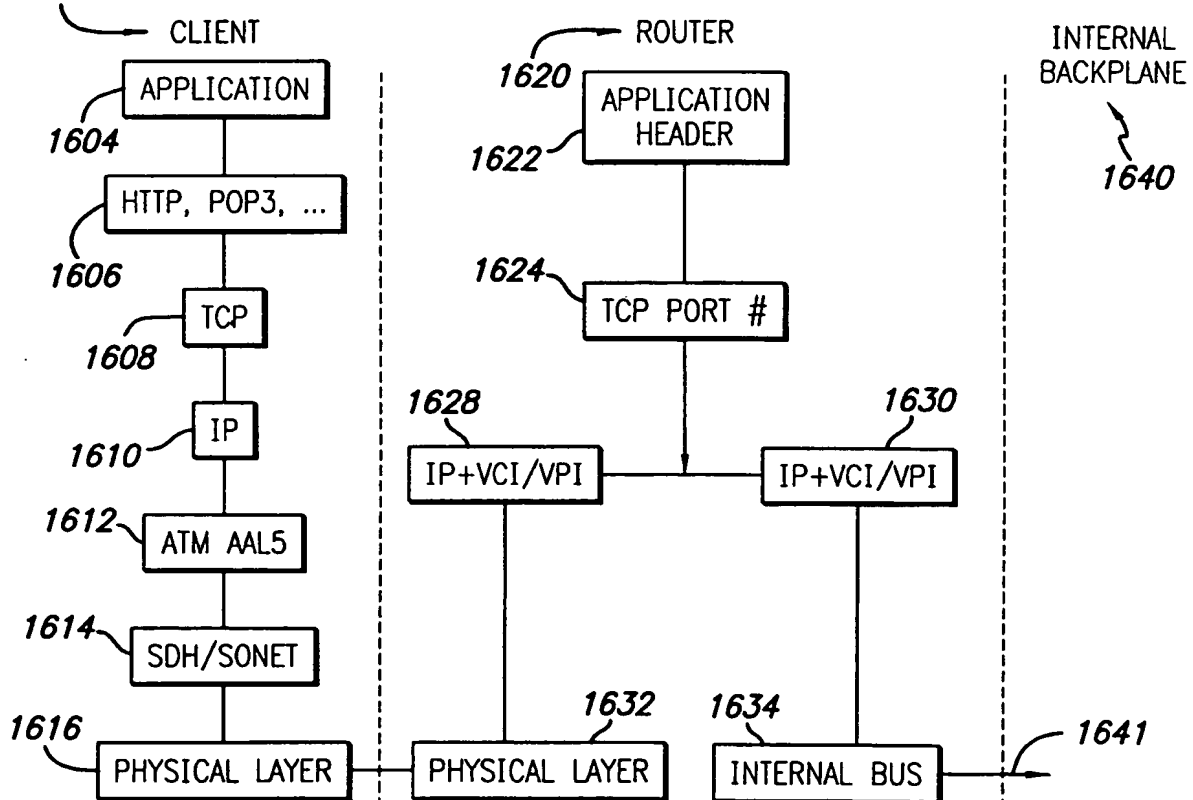 CLIENT
APPLICATION
1604
HTTP, POP3, ...
1606
TCP
1608
IP
1610
1612
ATM AAL5
1614
SDH/SONET
1616
PHYSICAL LAYER
ROUTER
1620
APPLICATION
HEADER
1622
1624
TCP PORT #
1628
IP+VCI/VPI
1630
IP+VCI/VPI
1632
PHYSICAL LAYER
1634
INTERNAL BUS
INTERNAL
BACKPLANE
1640
1641